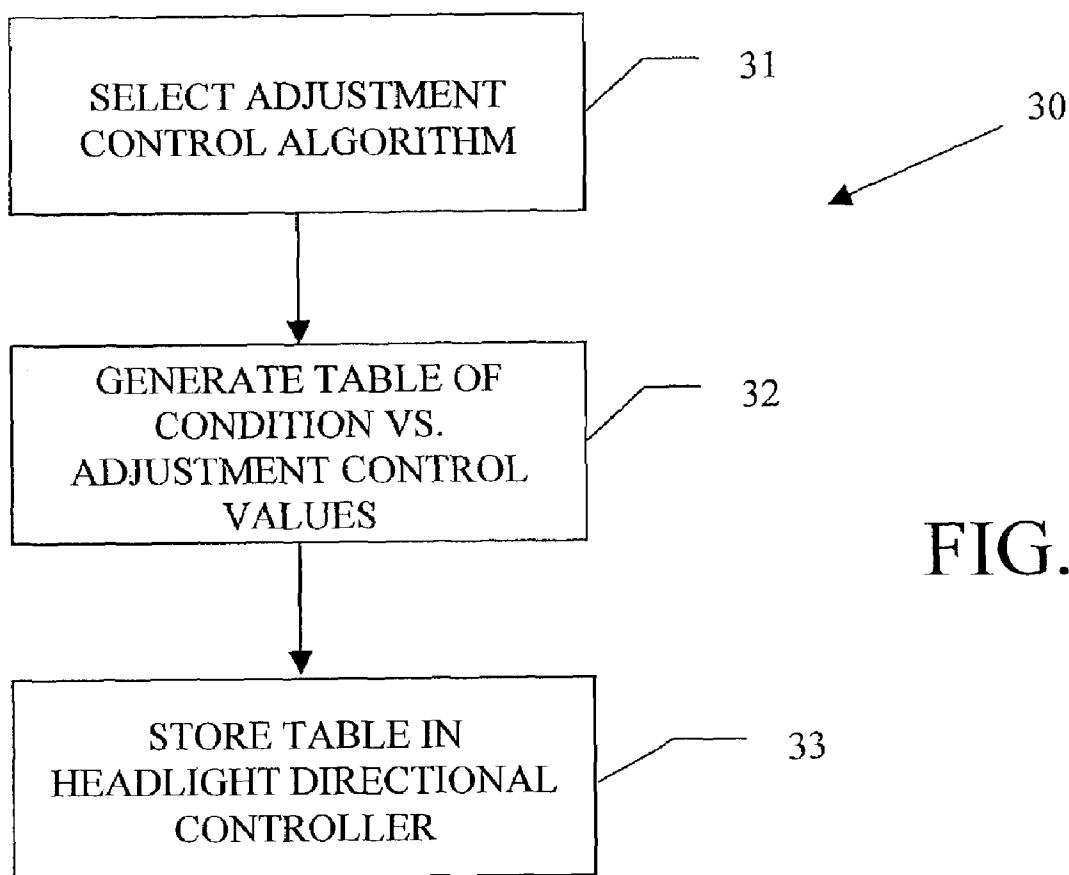 SELECT ADJUSTMENT
CONTROL ALGORITHM
31
30
GENERATE TABLE OF
CONDITION VS.
ADJUSTMENT CONTROL
VALUES
32
FIG.
STORE TABLE IN
HEADLIGHT DIRECTIONAL
CONTROLLER
33